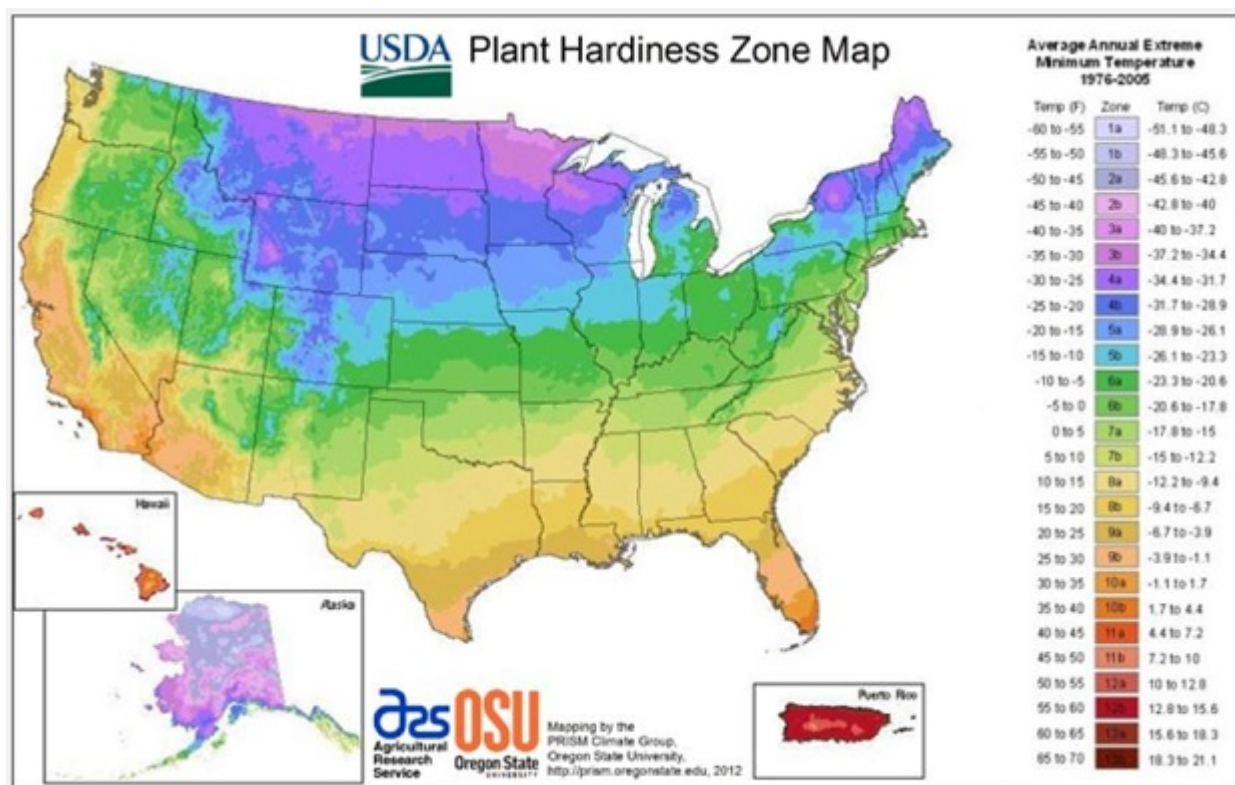 USDA
Plant Hardiness Zone Map
Average Annual Extreme
Minimum Temperature
1976-2005
Temp (F) Zone Temp (C)
-60 to -55 1a -51.1 to -48.3
-55 to -50 1b -48.3 to -45.6
-50 to -45 2a -45.6 to -42.8
-45 to -40 2b -42.8 to -40
-40 to -35 3a -40 to -37.2
-35 to -30 3b -37.2 to -34.4
-30 to -25 4a -34.4 to -31.7
-25 to -20 4b -31.7 to -28.9
-20 to -15 5a -28.9 to -26.1
-15 to -10 5b -26.1 to -23.3
-10 to -5 6a -23.3 to -20.6
-5 to 0 6b -20.6 to -17.8
0 to 5 7a -17.8 to -15
5 to 10 7b -15 to -12.2
10 to 15 8a -12.2 to -9.4
15 to 20 8b -9.4 to -6.7
20 to 25 9a -6.7 to -3.9
25 to 30 9b -3.9 to -1.1
30 to 35 10a -1.1 to 1.7
35 to 40 10b 1.7 to 4.4
40 to 45 11a 4.4 to 7.2
45 to 50 11b 7.2 to 10
50 to 55 12a 10 to 12.8
55 to 60 12b 12.8 to 15.6
60 to 65 13a 15.6 to 18.3
65 to 70 13b 18.3 to 21.1
Hawaii
Alaska
Puerto Rico
ars
Agricultural
Research
Service
OSU
Oregon State
UNIVERSITY
Mapping by the
PRISM Climate Group,
Oregon State University,
http://prism.oregonstate.edu, 2012